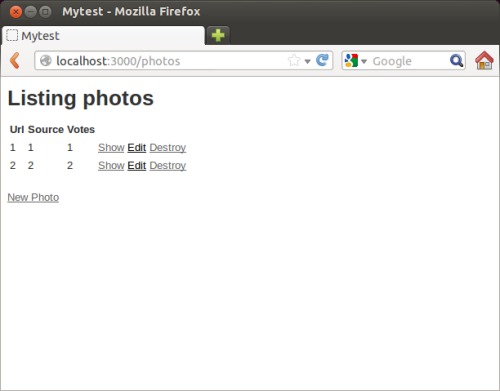 Mytest - Mozilla Firefox
Mytest
localhost:3000/photos
Google
Listing photos
Url Source Votes
1 1 1 Show Edit Destroy
2 2 2 Show Edit Destroy
New Photo